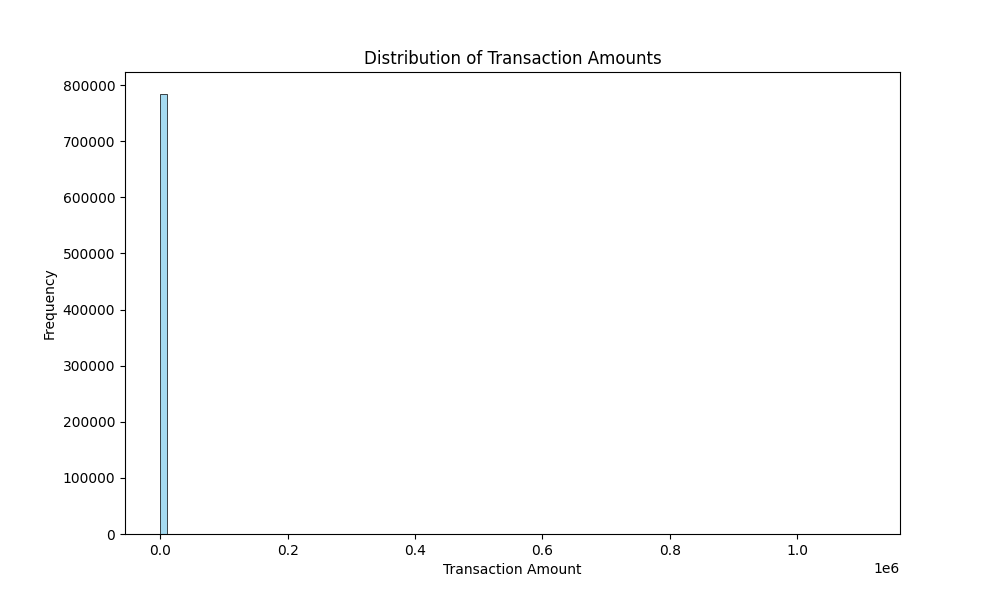 Distribution of Transaction Amounts
800000
700000
600000
500000
400000
300000
200000
100000
0
Frequency
0.0 0.2 0.4 0.6 0.8 1.0
1e6
Transaction Amount